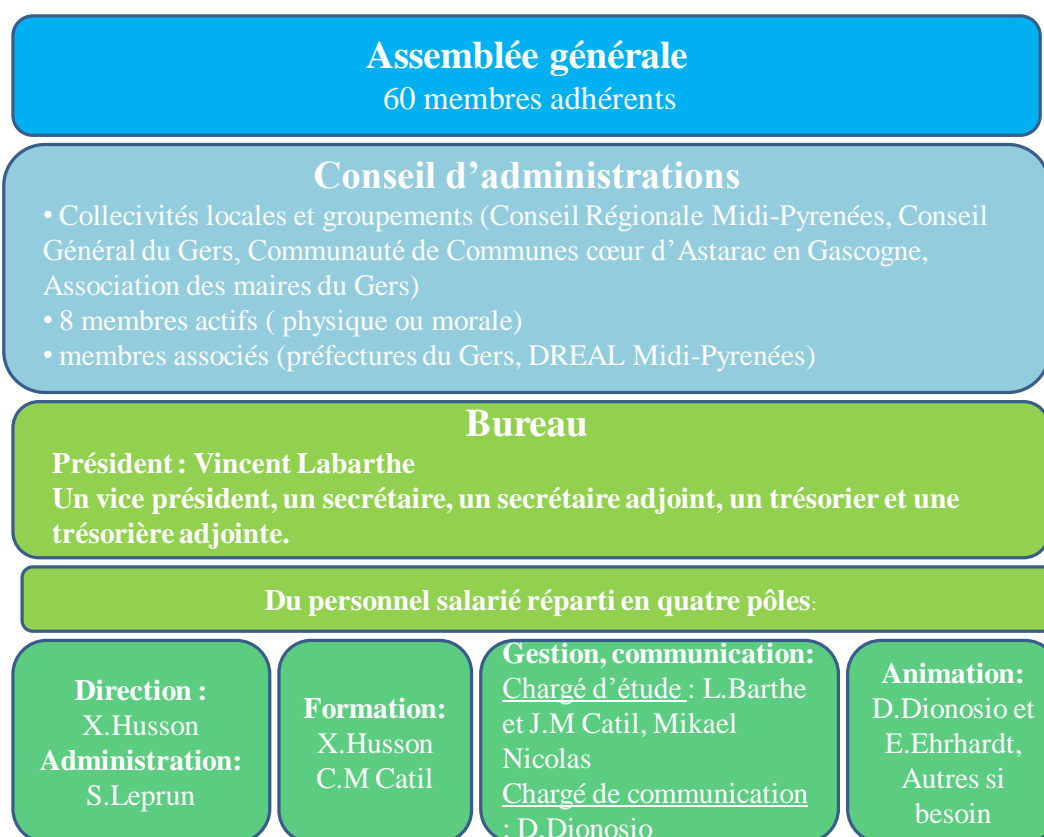 Assemblée générale
60 membres adhérents
Conseil d’administrations
• Collecivités locales et groupements (Conseil Régionale Midi-Pyrenées, Conseil
Général du Gers, Communauté de Communes cœur d’Astarac en Gascogne,
Association des maires du Gers)
• 8 membres actifs ( physique ou morale)
• membres associés (préfectures du Gers, DREAL Midi-Pyrenées)
Bureau
Président : Vincent Labarthe
Un vice président, un secrétaire, un secrétaire adjoint, un trésorier et une
trésorière adjointe.
Du personnel salarié réparti en quatre pôles:
Direction :
X.Husson
Administration:
S.Leprun
Formation:
X.Husson
C.M Catil
Gestion, communication:
Chargé d’étude : L.Barthe
et J.M Catil, Mikael
Nicolas
Chargé de communication
: D.Dionosio
Animation:
D.Dionosio et
E.Ehrhardt,
Autres si
besoin